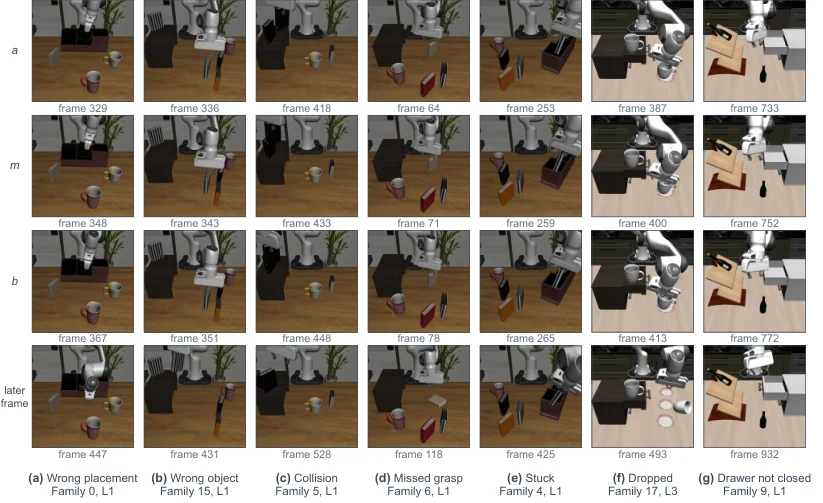 a
frame 329 frame 336 frame 418 frame 64 frame 253 frame 387 frame 733
m
frame 348 frame 343 frame 433 frame 71 frame 259 frame 400 frame 752
b
frame 367 frame 351 frame 448 frame 78 frame 265 frame 413 frame 772
later
frame
frame 447 frame 431 frame 528 frame 118 frame 425 frame 493 frame 932
(a) Wrong placement (b) Wrong object (c) Collision (d) Missed grasp (e) Stuck (f) Dropped (g) Drawer not closed
Family 0, L1 Family 15, L1 Family 5, L1 Family 6, L1 Family 4, L1 Family 17, L3 Family 9, L1